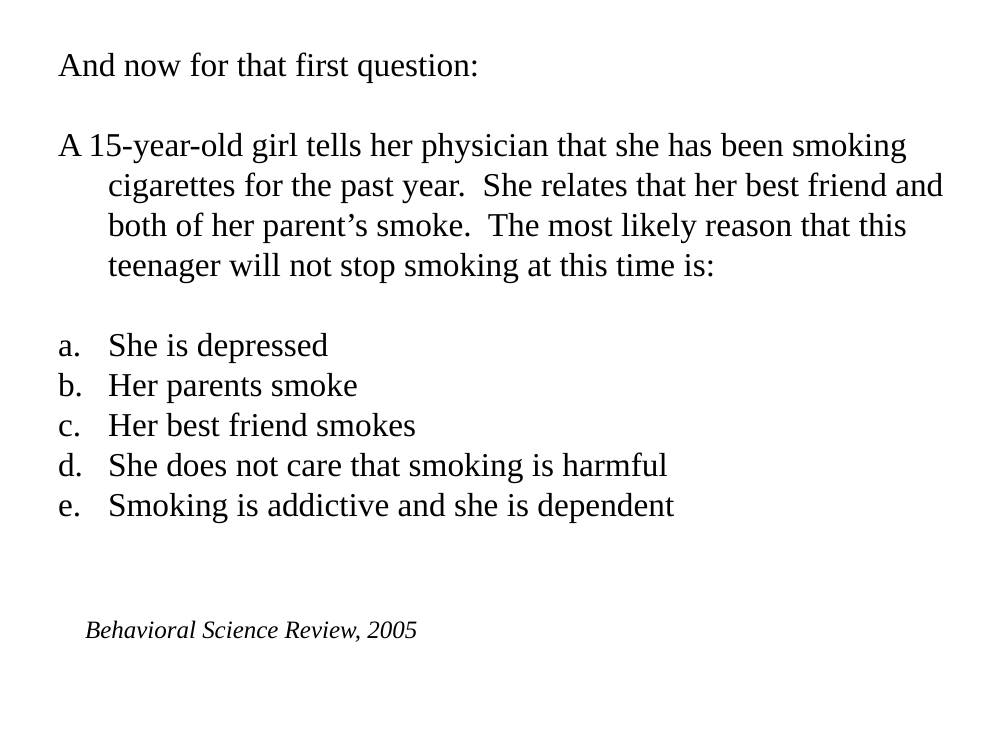 And now for that first question:
A 15-year-old girl tells her physician that she has been smoking
cigarettes for the past year.  She relates that her best friend and
both of her parent’s smoke.  The most likely reason that this
teenager will not stop smoking at this time is:
a. She is depressed
b. Her parents smoke
c. Her best friend smokes
d. She does not care that smoking is harmful
e. Smoking is addictive and she is dependent
Behavioral Science Review, 2005